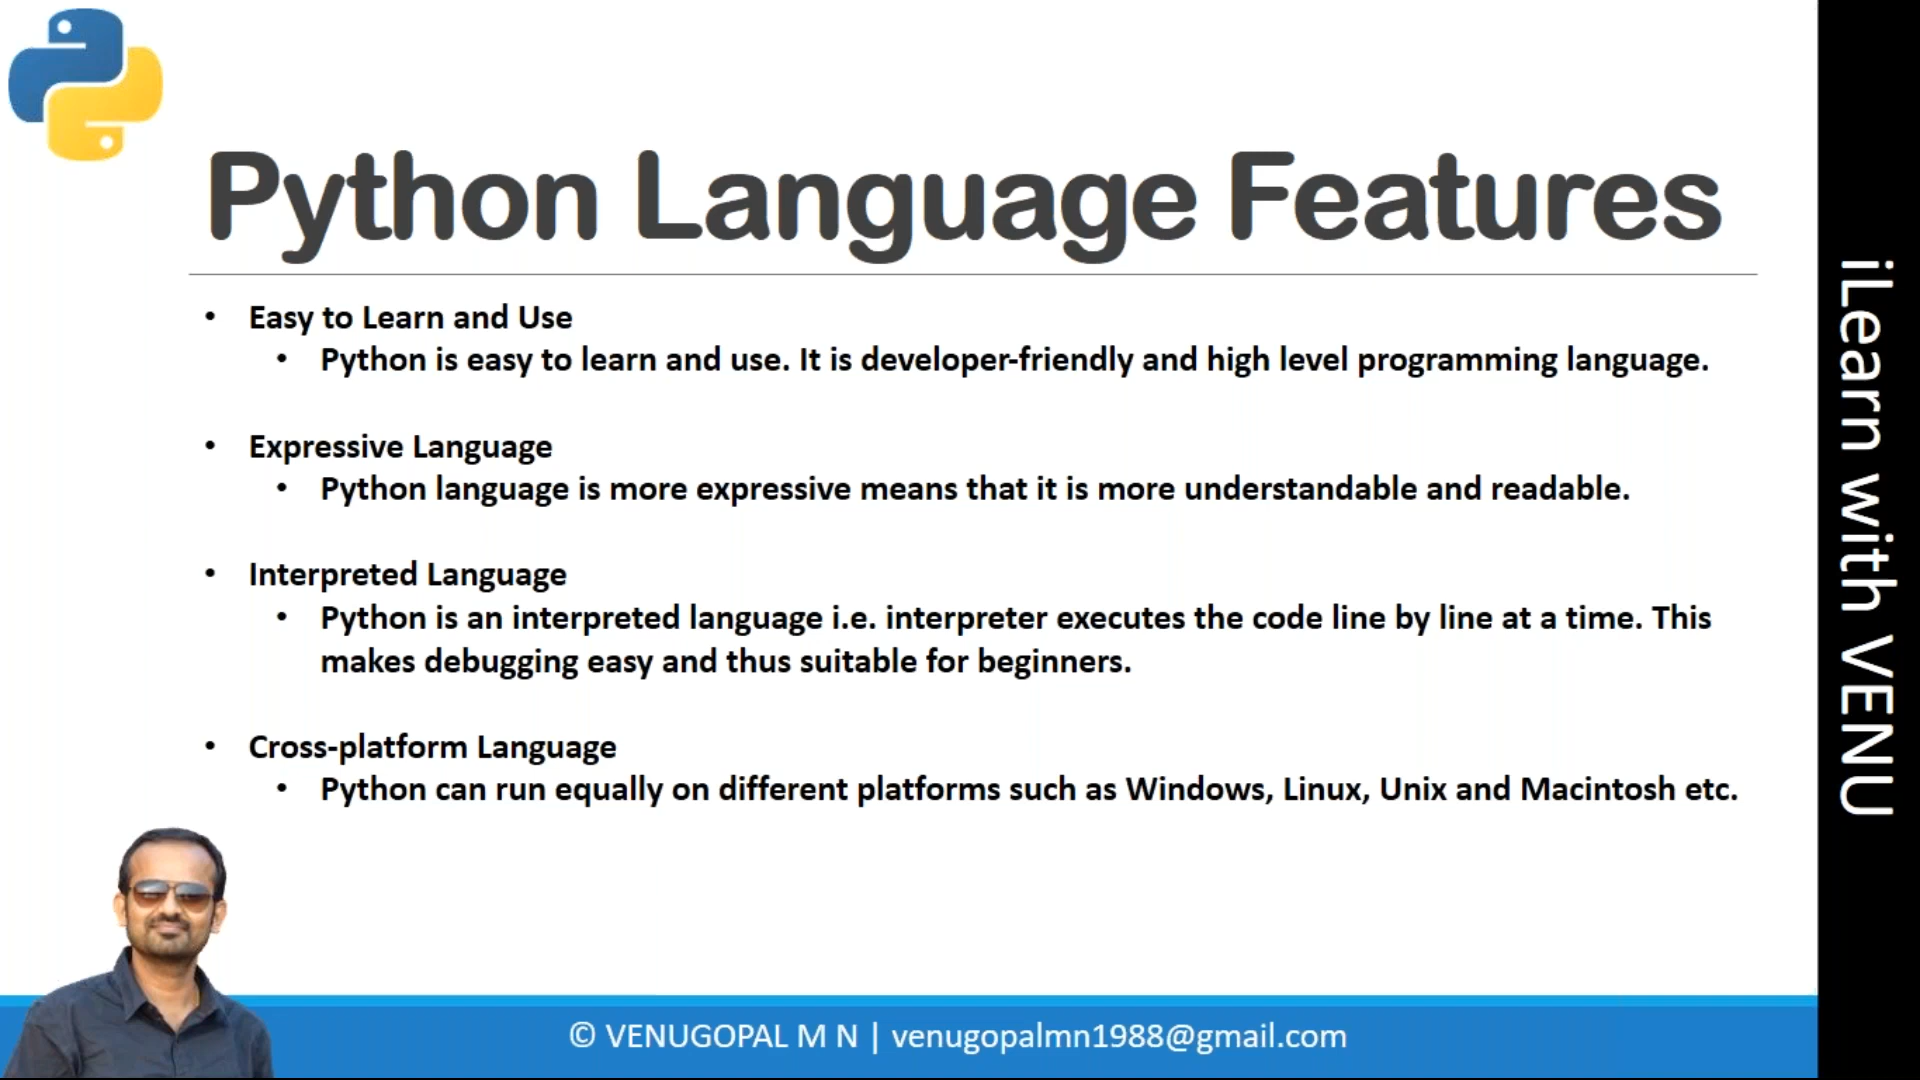 Python Language Features
• Easy to Learn and Use
• Python is easy to learn and use. It is developer-friendly and high level programming language.
• Expressive Language
• Python language is more expressive means that it is more understandable and readable.
• Interpreted Language
• Python is an interpreted language i.e. interpreter executes the code line by line at a time. This
makes debugging easy and thus suitable for beginners.
• Cross-platform Language
• Python can run equally on different platforms such as Windows, Linux, Unix and Macintosh etc.
© VENUGOPAL M N | venugopalmn1988@gmail.com
iLearn with VENU